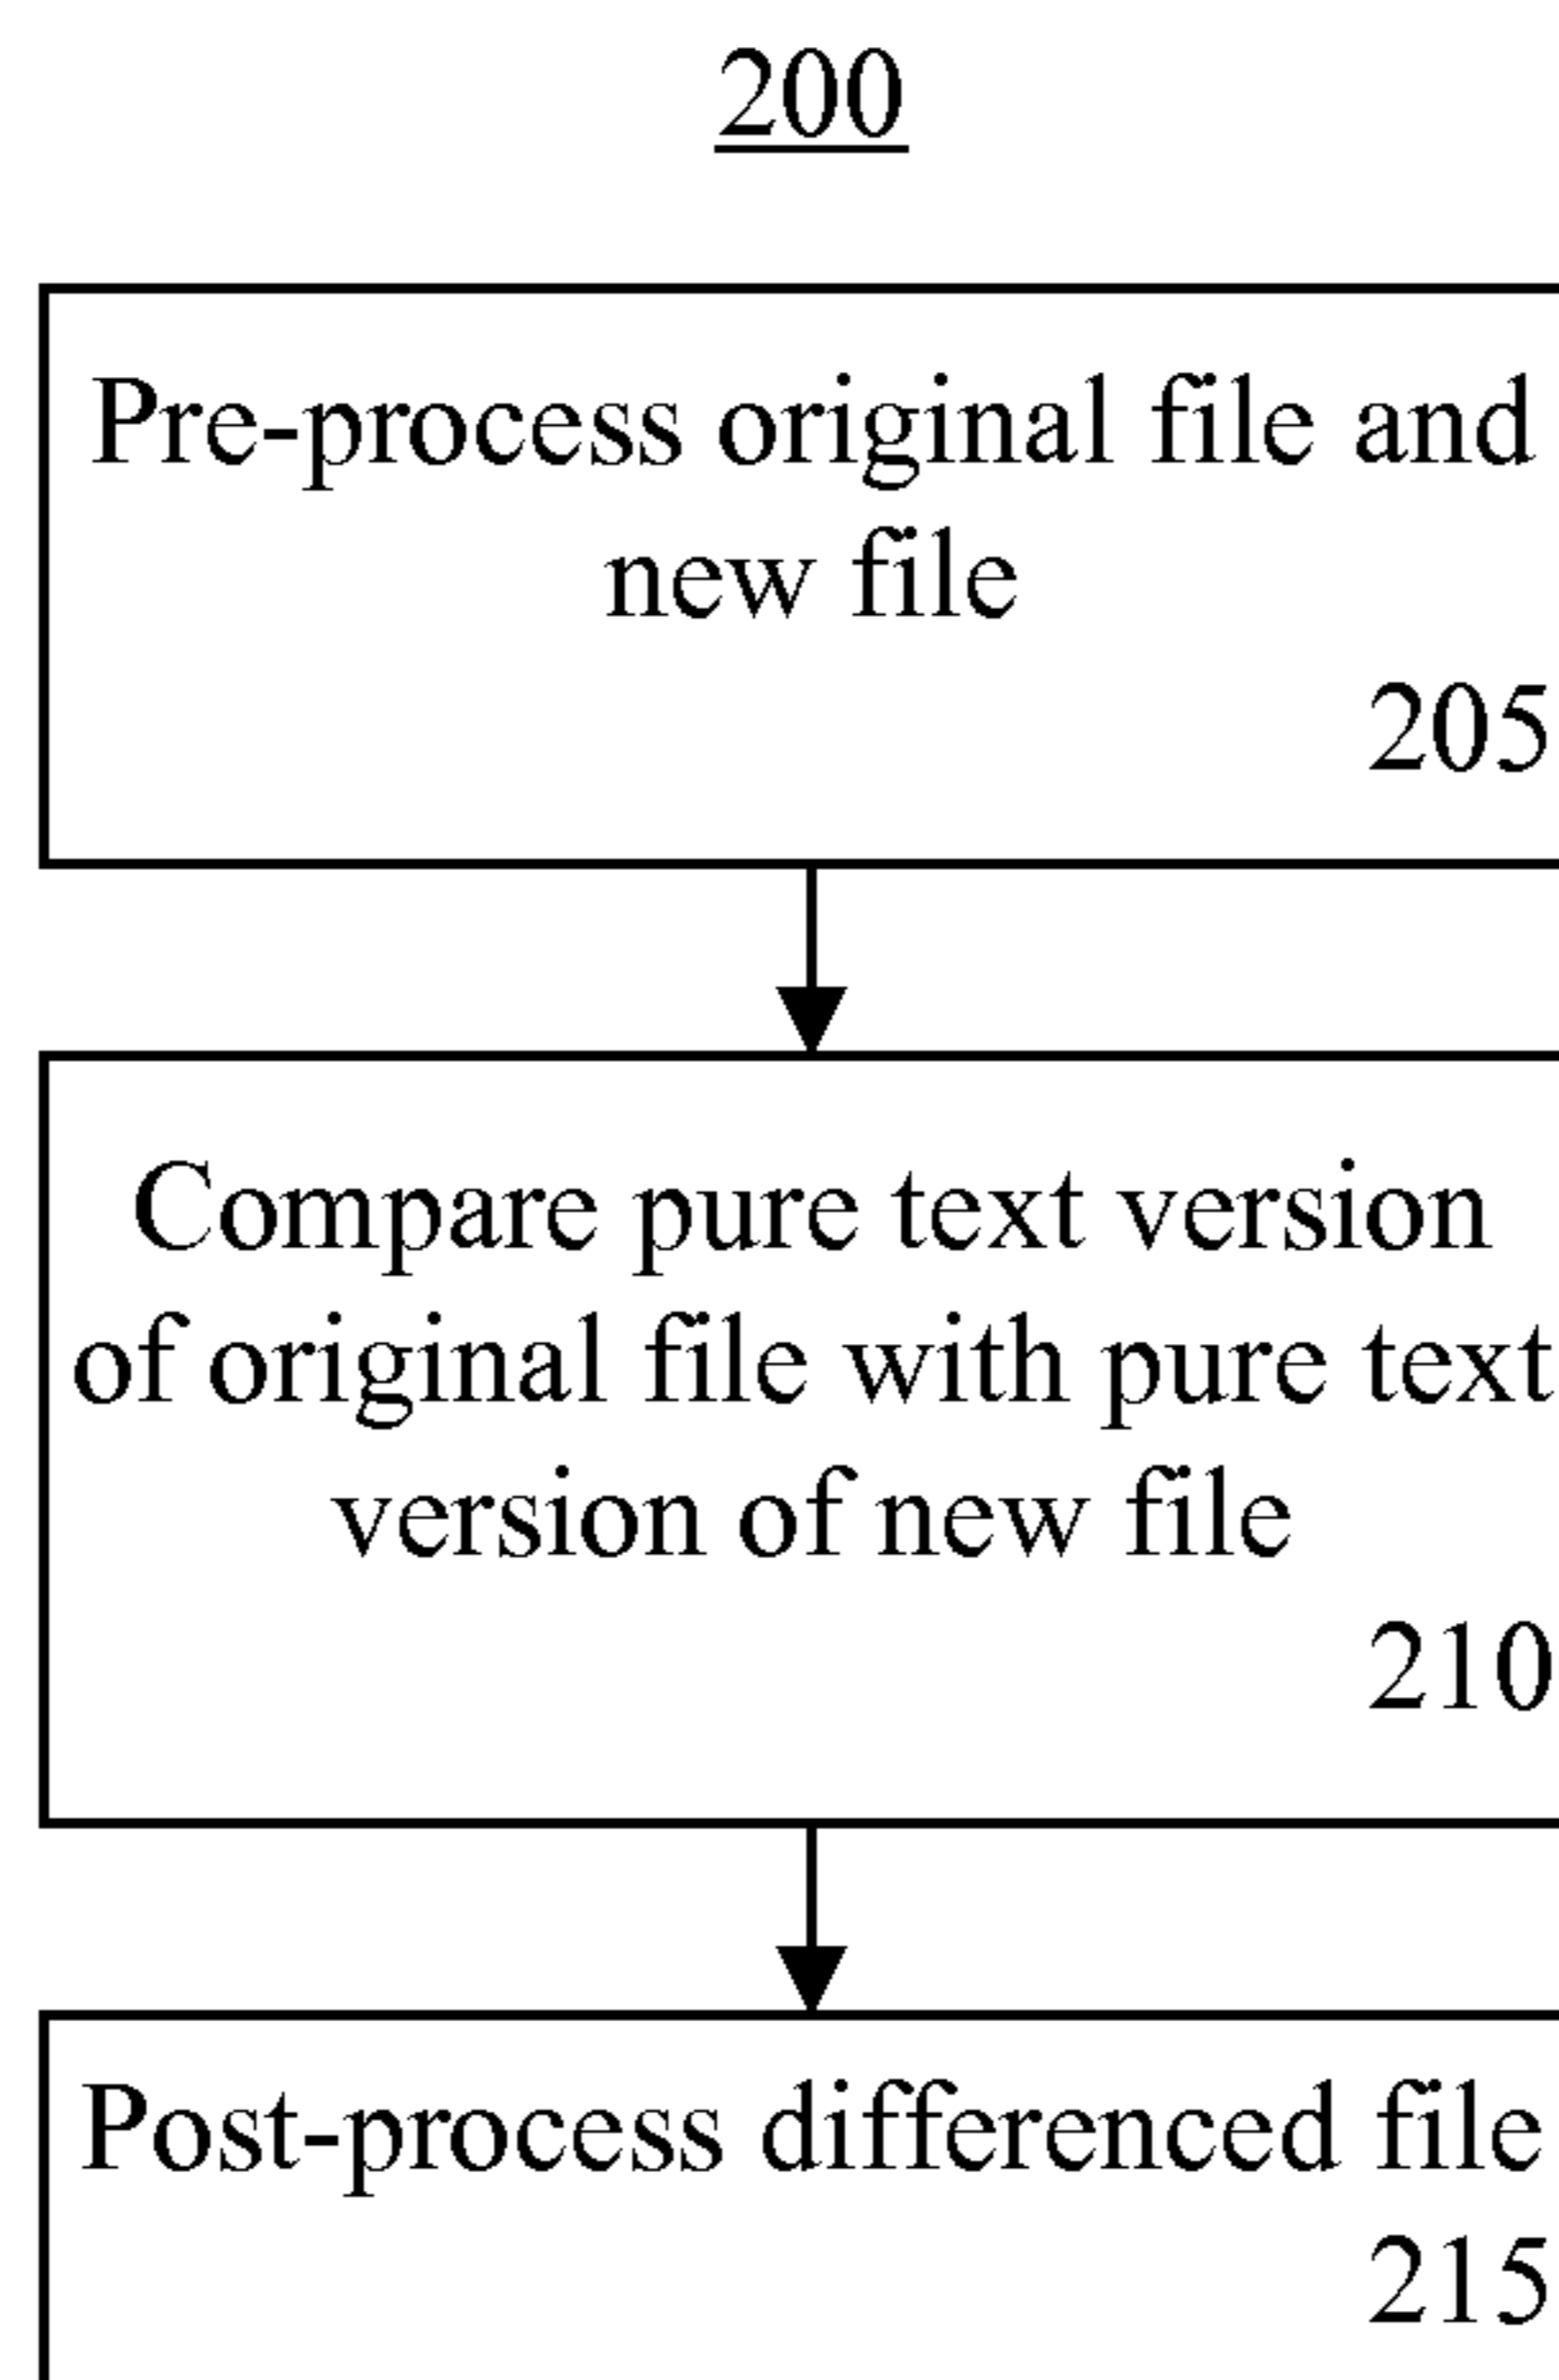 200
Pre-process original file and
new file
205
Compare pure text version
of original file with pure text
version of new file
210
Post-process differenced file
215